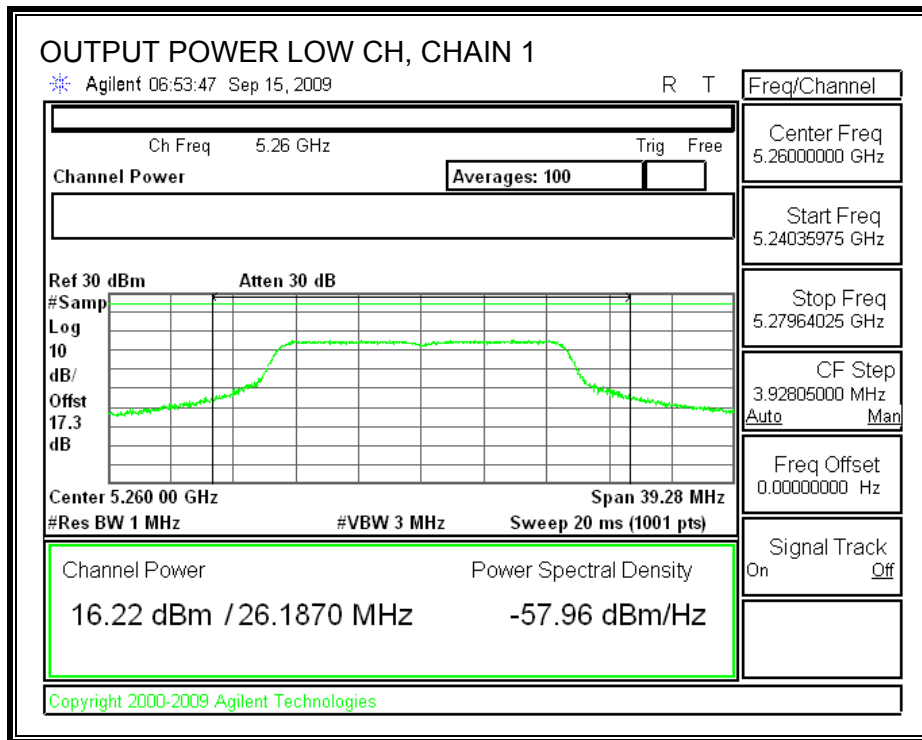 OUTPUT POWER LOW CH, CHAIN 1
Agilent 06:53:47 Sep 15, 2009
R T
Freq/Channel
Ch Freq 5.26 GHz
Trig Free
Channel Power
Averages: 100
Center Freq
5.26000000 GHz
Start Freq
5.24035975 GHz
Stop Freq
5.27964025 GHz
CF Step
3.92805000 MHz
Auto Man
Freq Offset
0.00000000 Hz
Signal Track
On Off
Ref 30 dBm
Atten 30 dB
#Samp
Log
10
dB/
Offst
17.3
dB
Center 5.260 00 GHz
Span 39.28 MHz
#Res BW 1 MHz
#VBW 3 MHz
Sweep 20 ms (1001 pts)
Channel Power
Power Spectral Density
16.22 dBm / 26.1870 MHz
-57.96 dBm/Hz
Copyright 2000-2009 Agilent Technologies